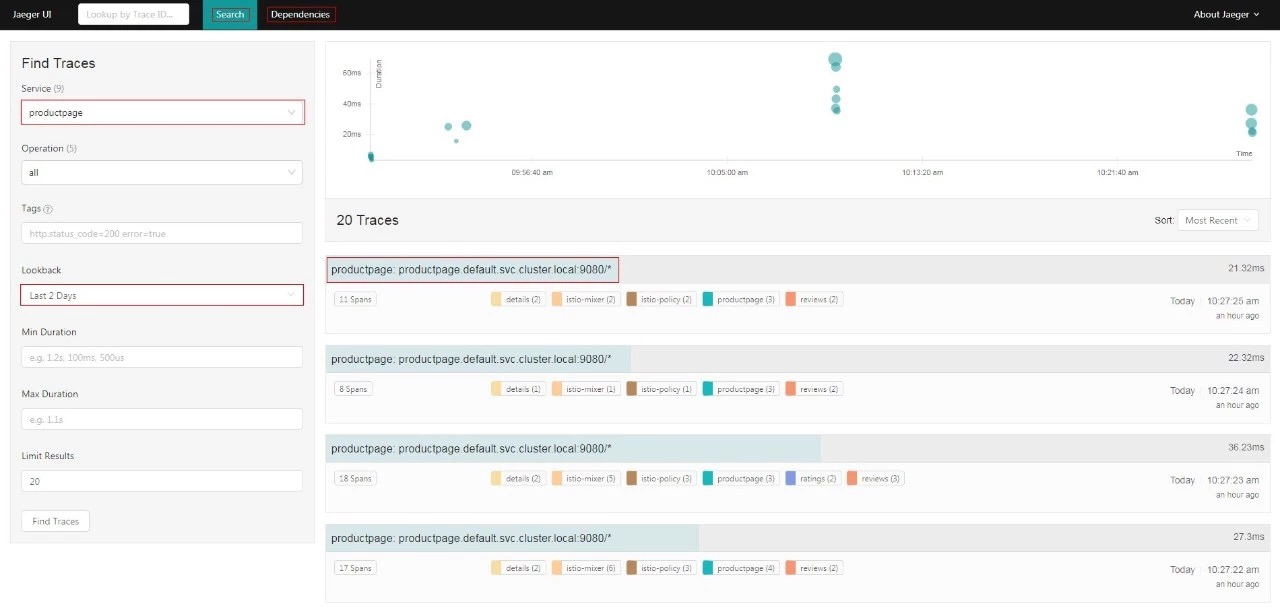 Jaeger UI Lookup by Trace ID... Search Dependencies About Jaeger
Find Traces
Service (9)
productpage
Operation (5)
all
Tags ?
http.status_code=200 error=true
Lookback
Last 2 Days
Min Duration
e.g. 1.2s, 100ms, 500us
Max Duration
e.g. 1.1s
Limit Results
20
Find Traces
Duration
60ms
40ms
20ms
Time
09:56:40 am 10:05:00 am 10:13:20 am 10:21:40 am
20 Traces Sort: Most Recent
productpage: productpage.default.svc.cluster.local:9080/* 21.32ms
11 Spans details (2) istio-mixer (2) istio-policy (2) productpage (3) reviews (2) Today 10:27:25 am
an hour ago
productpage: productpage.default.svc.cluster.local:9080/* 22.32ms
8 Spans details (1) istio-mixer (1) istio-policy (1) productpage (3) reviews (2) Today 10:27:24 am
an hour ago
productpage: productpage.default.svc.cluster.local:9080/* 36.23ms
18 Spans details (2) istio-mixer (5) istio-policy (3) productpage (3) ratings (2) reviews (3) Today 10:27:23 am
an hour ago
productpage: productpage.default.svc.cluster.local:9080/* 27.3ms
17 Spans details (2) istio-mixer (6) istio-policy (3) productpage (4) reviews (2) Today 10:27:22 am
an hour ago